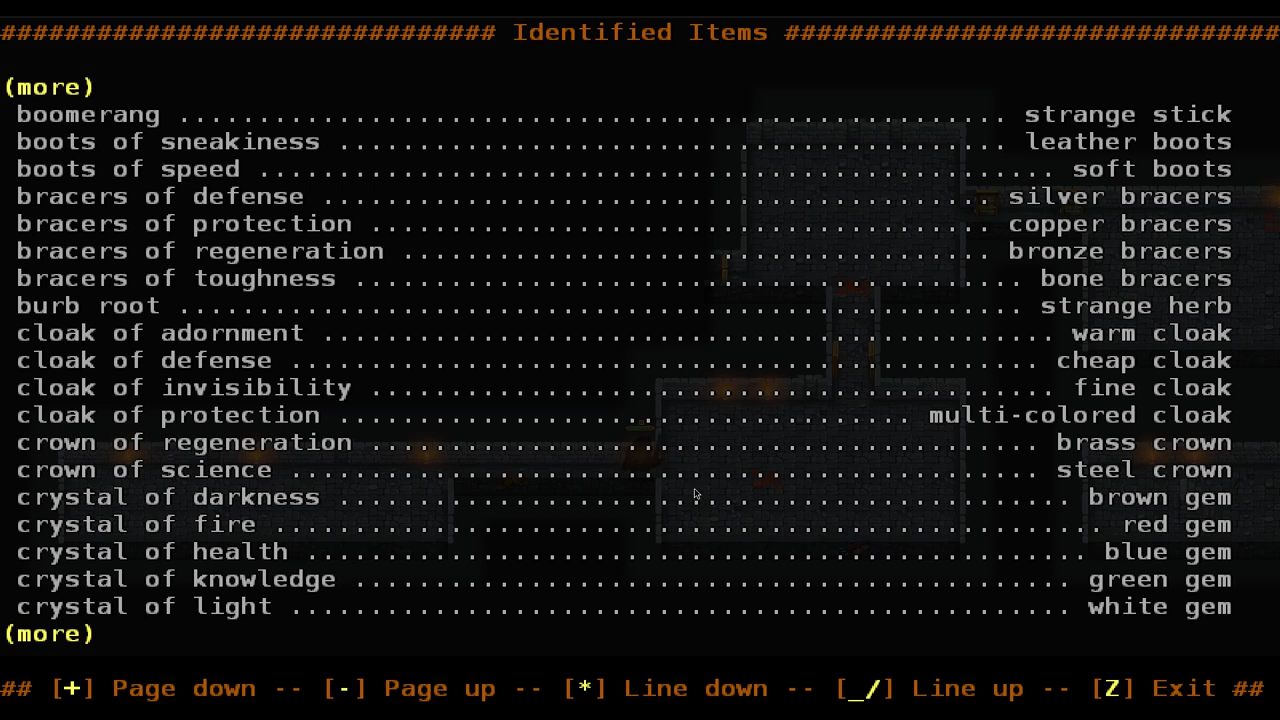 ############################### Identified Items ###############################
(more)
boomerang .................................................... strange stick
boots of sneakiness .......................................... leather boots
boots of speed .................................................. soft boots
bracers of defense .......................................... silver bracers
bracers of protection ....................................... copper bracers
bracers of regeneration ..................................... bronze bracers
bracers of toughness .......................................... bone bracers
burb root ..................................................... strange herb
cloak of adornment .............................................. warm cloak
cloak of defense ............................................... cheap cloak
cloak of invisibility ........................................... fine cloak
cloak of protection .................................... multi-colored cloak
crown of regeneration .......................................... brass crown
crown of science ............................................... steel crown
crystal of darkness .............................................. brown gem
crystal of fire .................................................... red gem
crystal of health ................................................. blue gem
crystal of knowledge ............................................. green gem
crystal of light ................................................. white gem
(more)
## [+] Page down -- [-] Page up -- [*] Line down -- [_/] Line up -- [Z] Exit ##